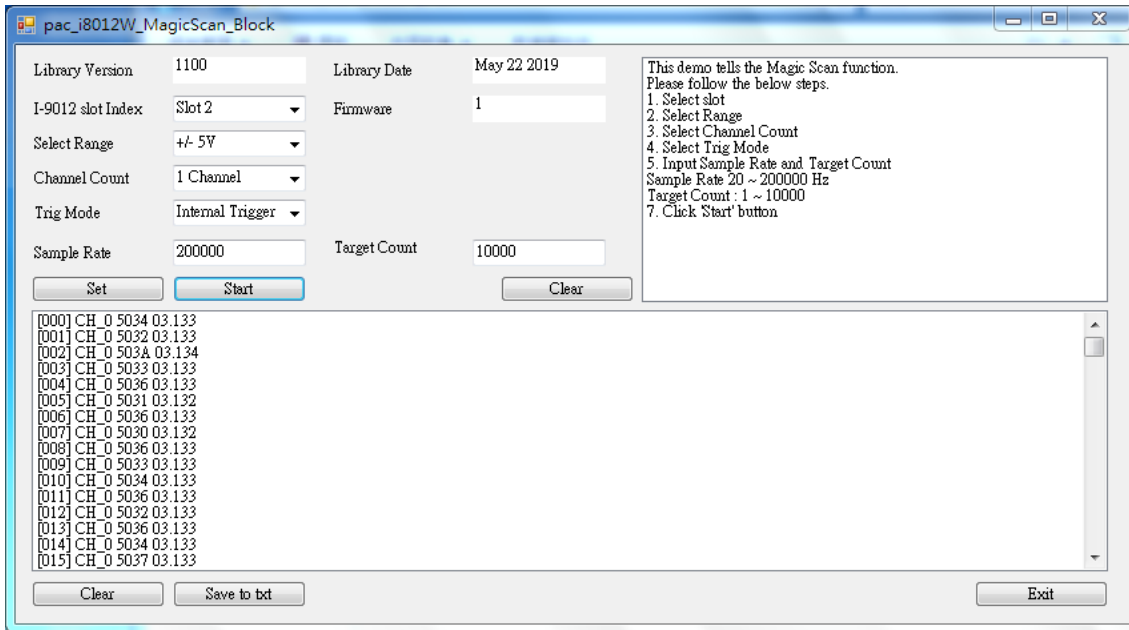 pac_i8012W_MagicScan_Block
Library Version 1100 Library Date May 22 2019
I-9012 slot Index Slot 2 Firmware 1
Select Range +/- 5V
Channel Count 1 Channel
Trig Mode Internal Trigger
Sample Rate 200000 Target Count 10000
Set Start Clear
This demo tells the Magic Scan function.
Please follow the below steps.
1. Select slot
2. Select Range
3. Select Channel Count
4. Select Trig Mode
5. Input Sample Rate and Target Count
Sample Rate 20 ~ 200000 Hz
Target Count : 1 ~ 10000
7. Click 'Start' button
[000] CH_0 5034 03.133
[001] CH_0 5032 03.133
[002] CH_0 503A 03.134
[003] CH_0 5033 03.133
[004] CH_0 5036 03.133
[005] CH_0 5031 03.132
[006] CH_0 5036 03.133
[007] CH_0 5030 03.132
[008] CH_0 5036 03.133
[009] CH_0 5033 03.133
[010] CH_0 5034 03.133
[011] CH_0 5036 03.133
[012] CH_0 5032 03.133
[013] CH_0 5036 03.133
[014] CH_0 5034 03.133
[015] CH_0 5037 03.133
Clear Save to txt Exit